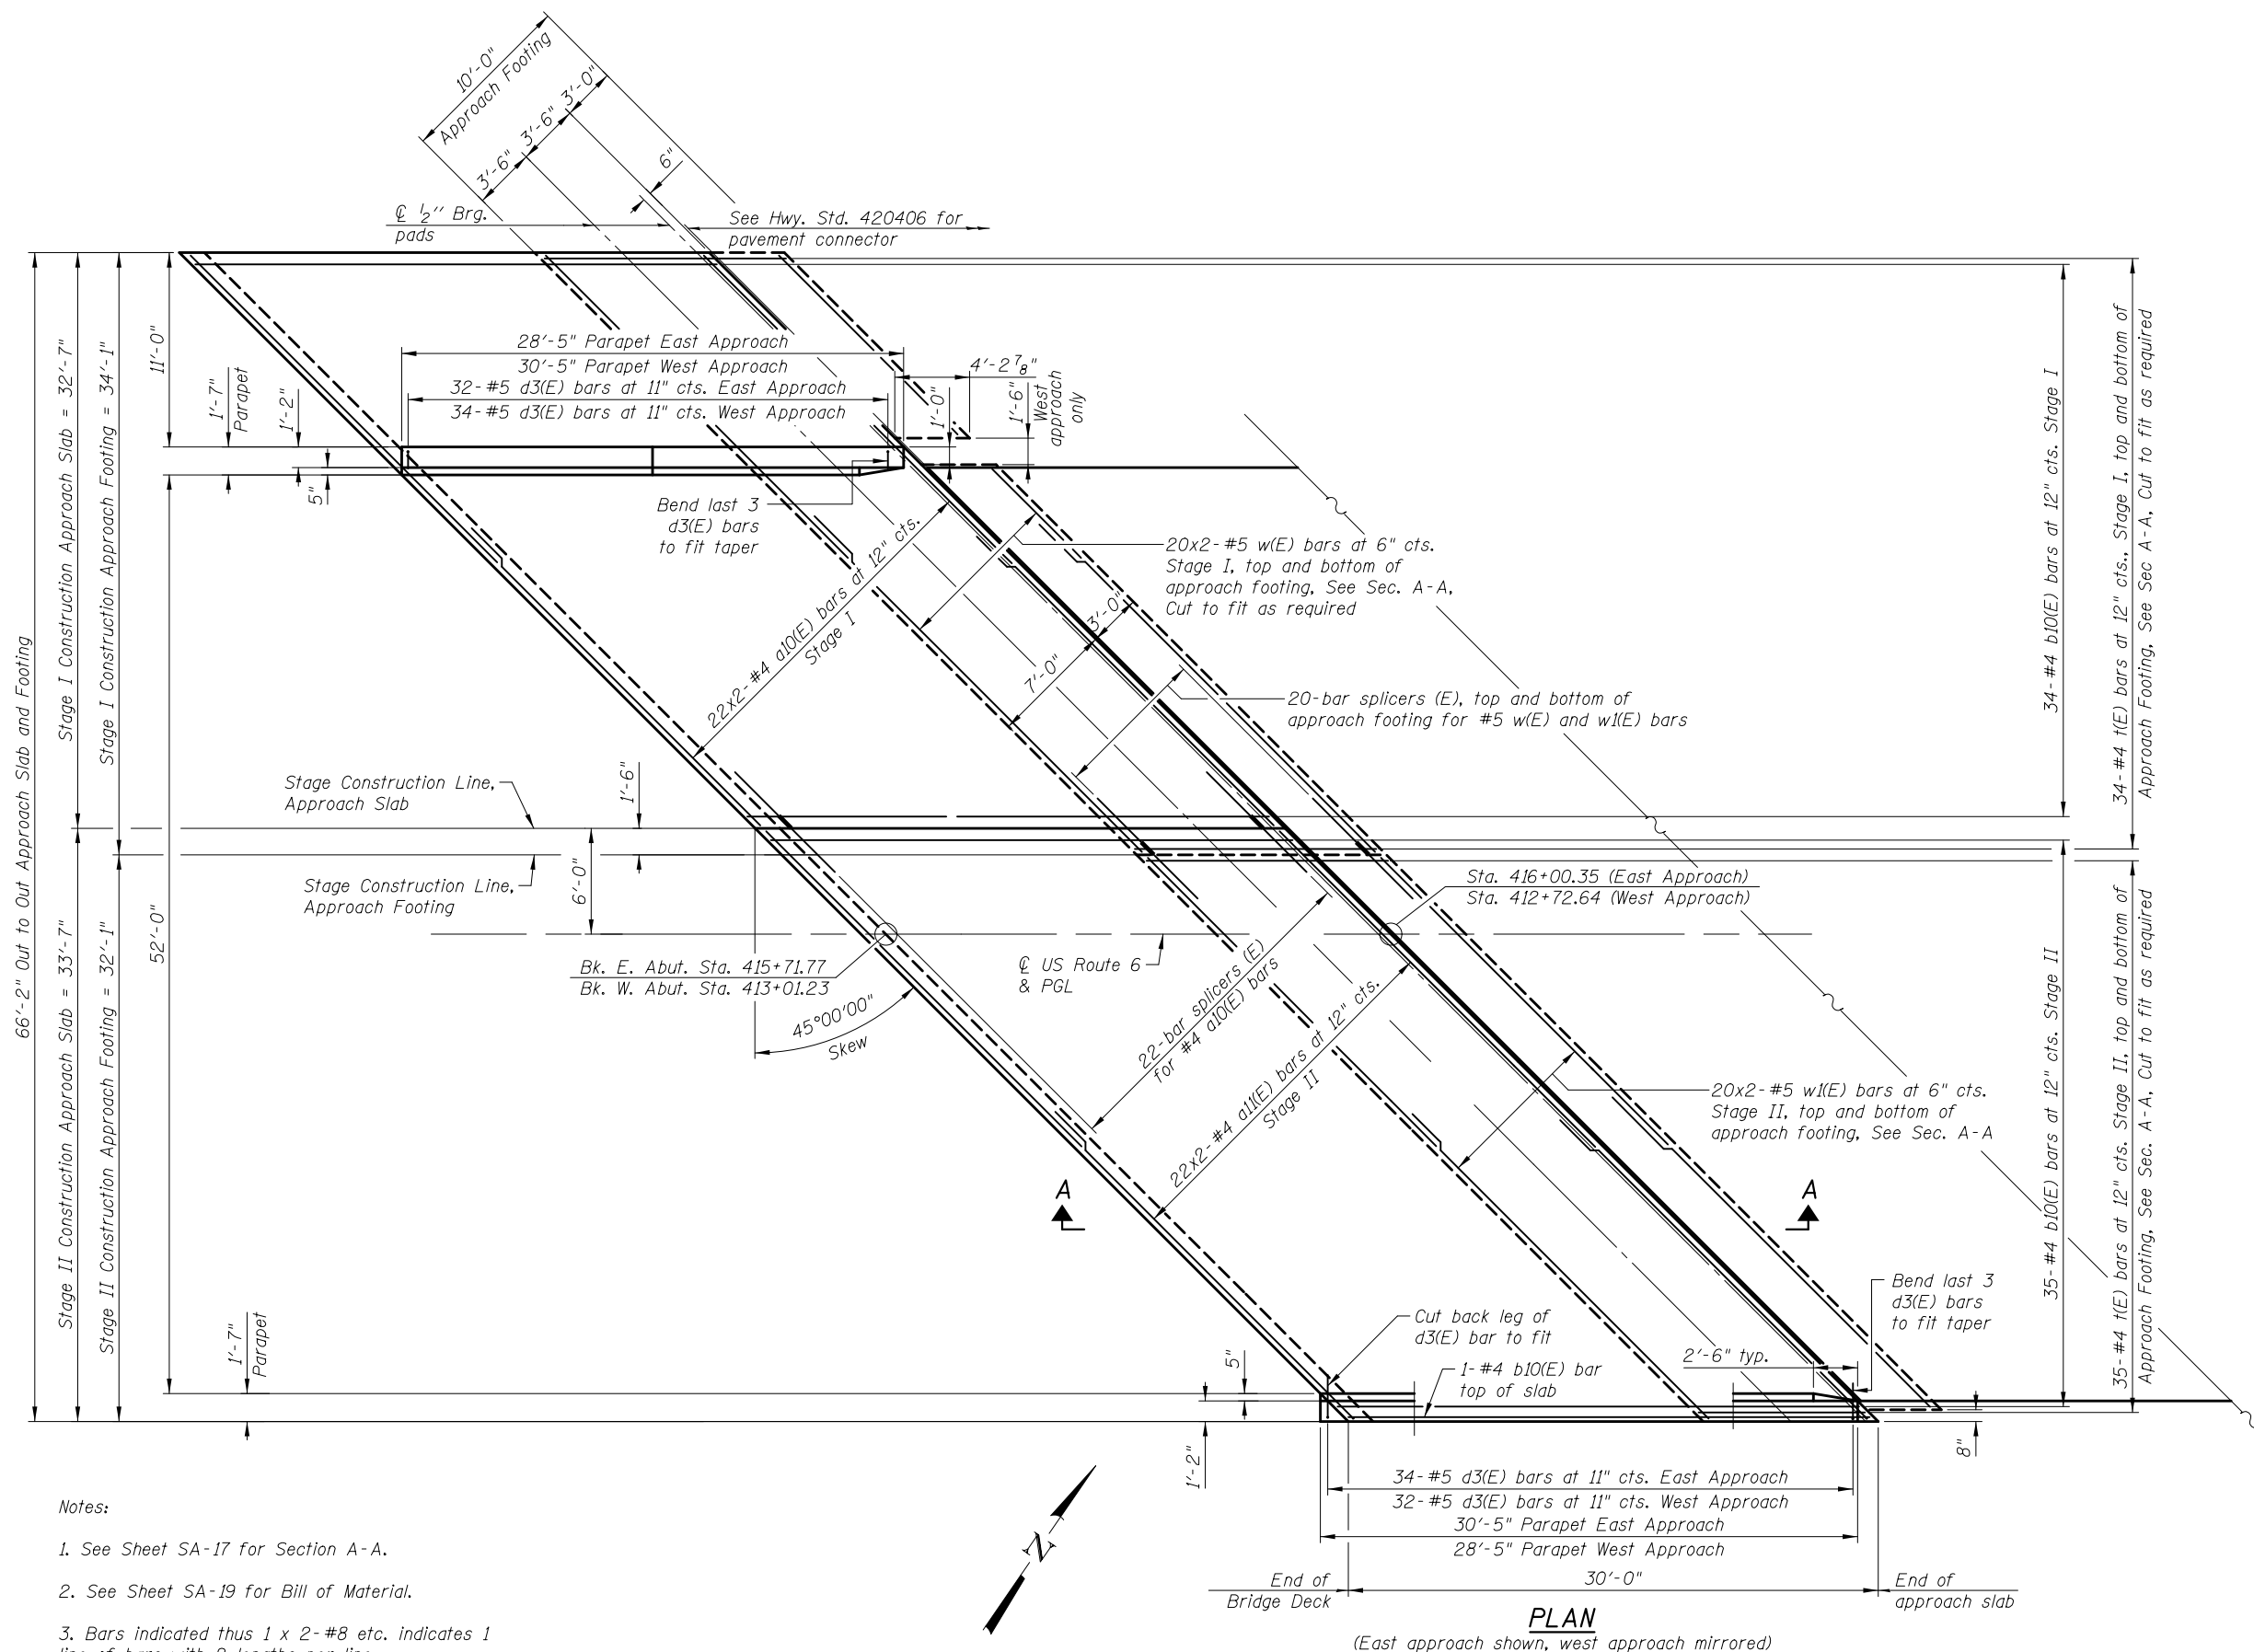 10'-0"
Approach Footing
3'-0"
3'-6"
3'-6"
6"
℄ 1/2'' Brg.
pads
See Hwy. Std. 420406 for
pavement connector
66'-2" Out to Out Approach Slab and Footing
Stage I Construction Approach Slab = 32'-7"
Stage I Construction Approach Footing = 34'-1"
11'-0"
1'-7"
Parapet
1'-2"
5"
28'-5" Parapet East Approach
30'-5" Parapet West Approach
32-#5 d3(E) bars at 11" cts. East Approach
34-#5 d3(E) bars at 11" cts. West Approach
4'-2 7/8"
1'-0"
1'-6"
West
approach
only
Bend last 3
d3(E) bars
to fit taper
22x2-#4 a10(E) bars at 12" cts.
Stage I
20x2-#5 w(E) bars at 6" cts.
Stage I, top and bottom of
approach footing, See Sec. A-A,
Cut to fit as required
3'-0"
7'-0"
20-bar splicers (E), top and bottom of
approach footing for #5 w(E) and w1(E) bars
34-#4 b10(E) bars at 12" cts. Stage I
34-#4 t(E) bars at 12" cts., Stage I, top and bottom of
Approach Footing, See Sec A-A, Cut to fit as required
Stage Construction Line,
Approach Slab
1'-6"
6'-0"
Stage Construction Line,
Approach Footing
52'-0"
Stage II Construction Approach Slab = 33'-7"
Stage II Construction Approach Footing = 32'-1"
Sta. 416+00.35 (East Approach)
Sta. 412+72.64 (West Approach)
Bk. E. Abut. Sta. 415+71.77
Bk. W. Abut. Sta. 413+01.23
℄ US Route 6
& PGL
45°00'00"
Skew
22-bar splicers (E)
for #4 a10(E) bars
22x2-#4 a11(E) bars at 12" cts.
Stage II
20x2-#5 w1(E) bars at 6" cts.
Stage II, top and bottom of
approach footing, See Sec. A-A
35-#4 b10(E) bars at 12" cts. Stage II
35-#4 t(E) bars at 12" cts. Stage II, top and bottom of
Approach Footing, See Sec. A-A, Cut to fit as required
A
A
1'-7"
Parapet
5"
Cut back leg of
d3(E) bar to fit
1-#4 b10(E) bar
top of slab
2'-6" typ.
Bend last 3
d3(E) bars
to fit taper
1'-2"
8"
34-#5 d3(E) bars at 11" cts. East Approach
32-#5 d3(E) bars at 11" cts. West Approach
30'-5" Parapet East Approach
28'-5" Parapet West Approach
End of
Bridge Deck
30'-0"
End of
approach slab
N
PLAN
(East approach shown, west approach mirrored)
Notes:
1. See Sheet SA-17 for Section A-A.
2. See Sheet SA-19 for Bill of Material.
3. Bars indicated thus 1 x 2-#8 etc. indicates 1